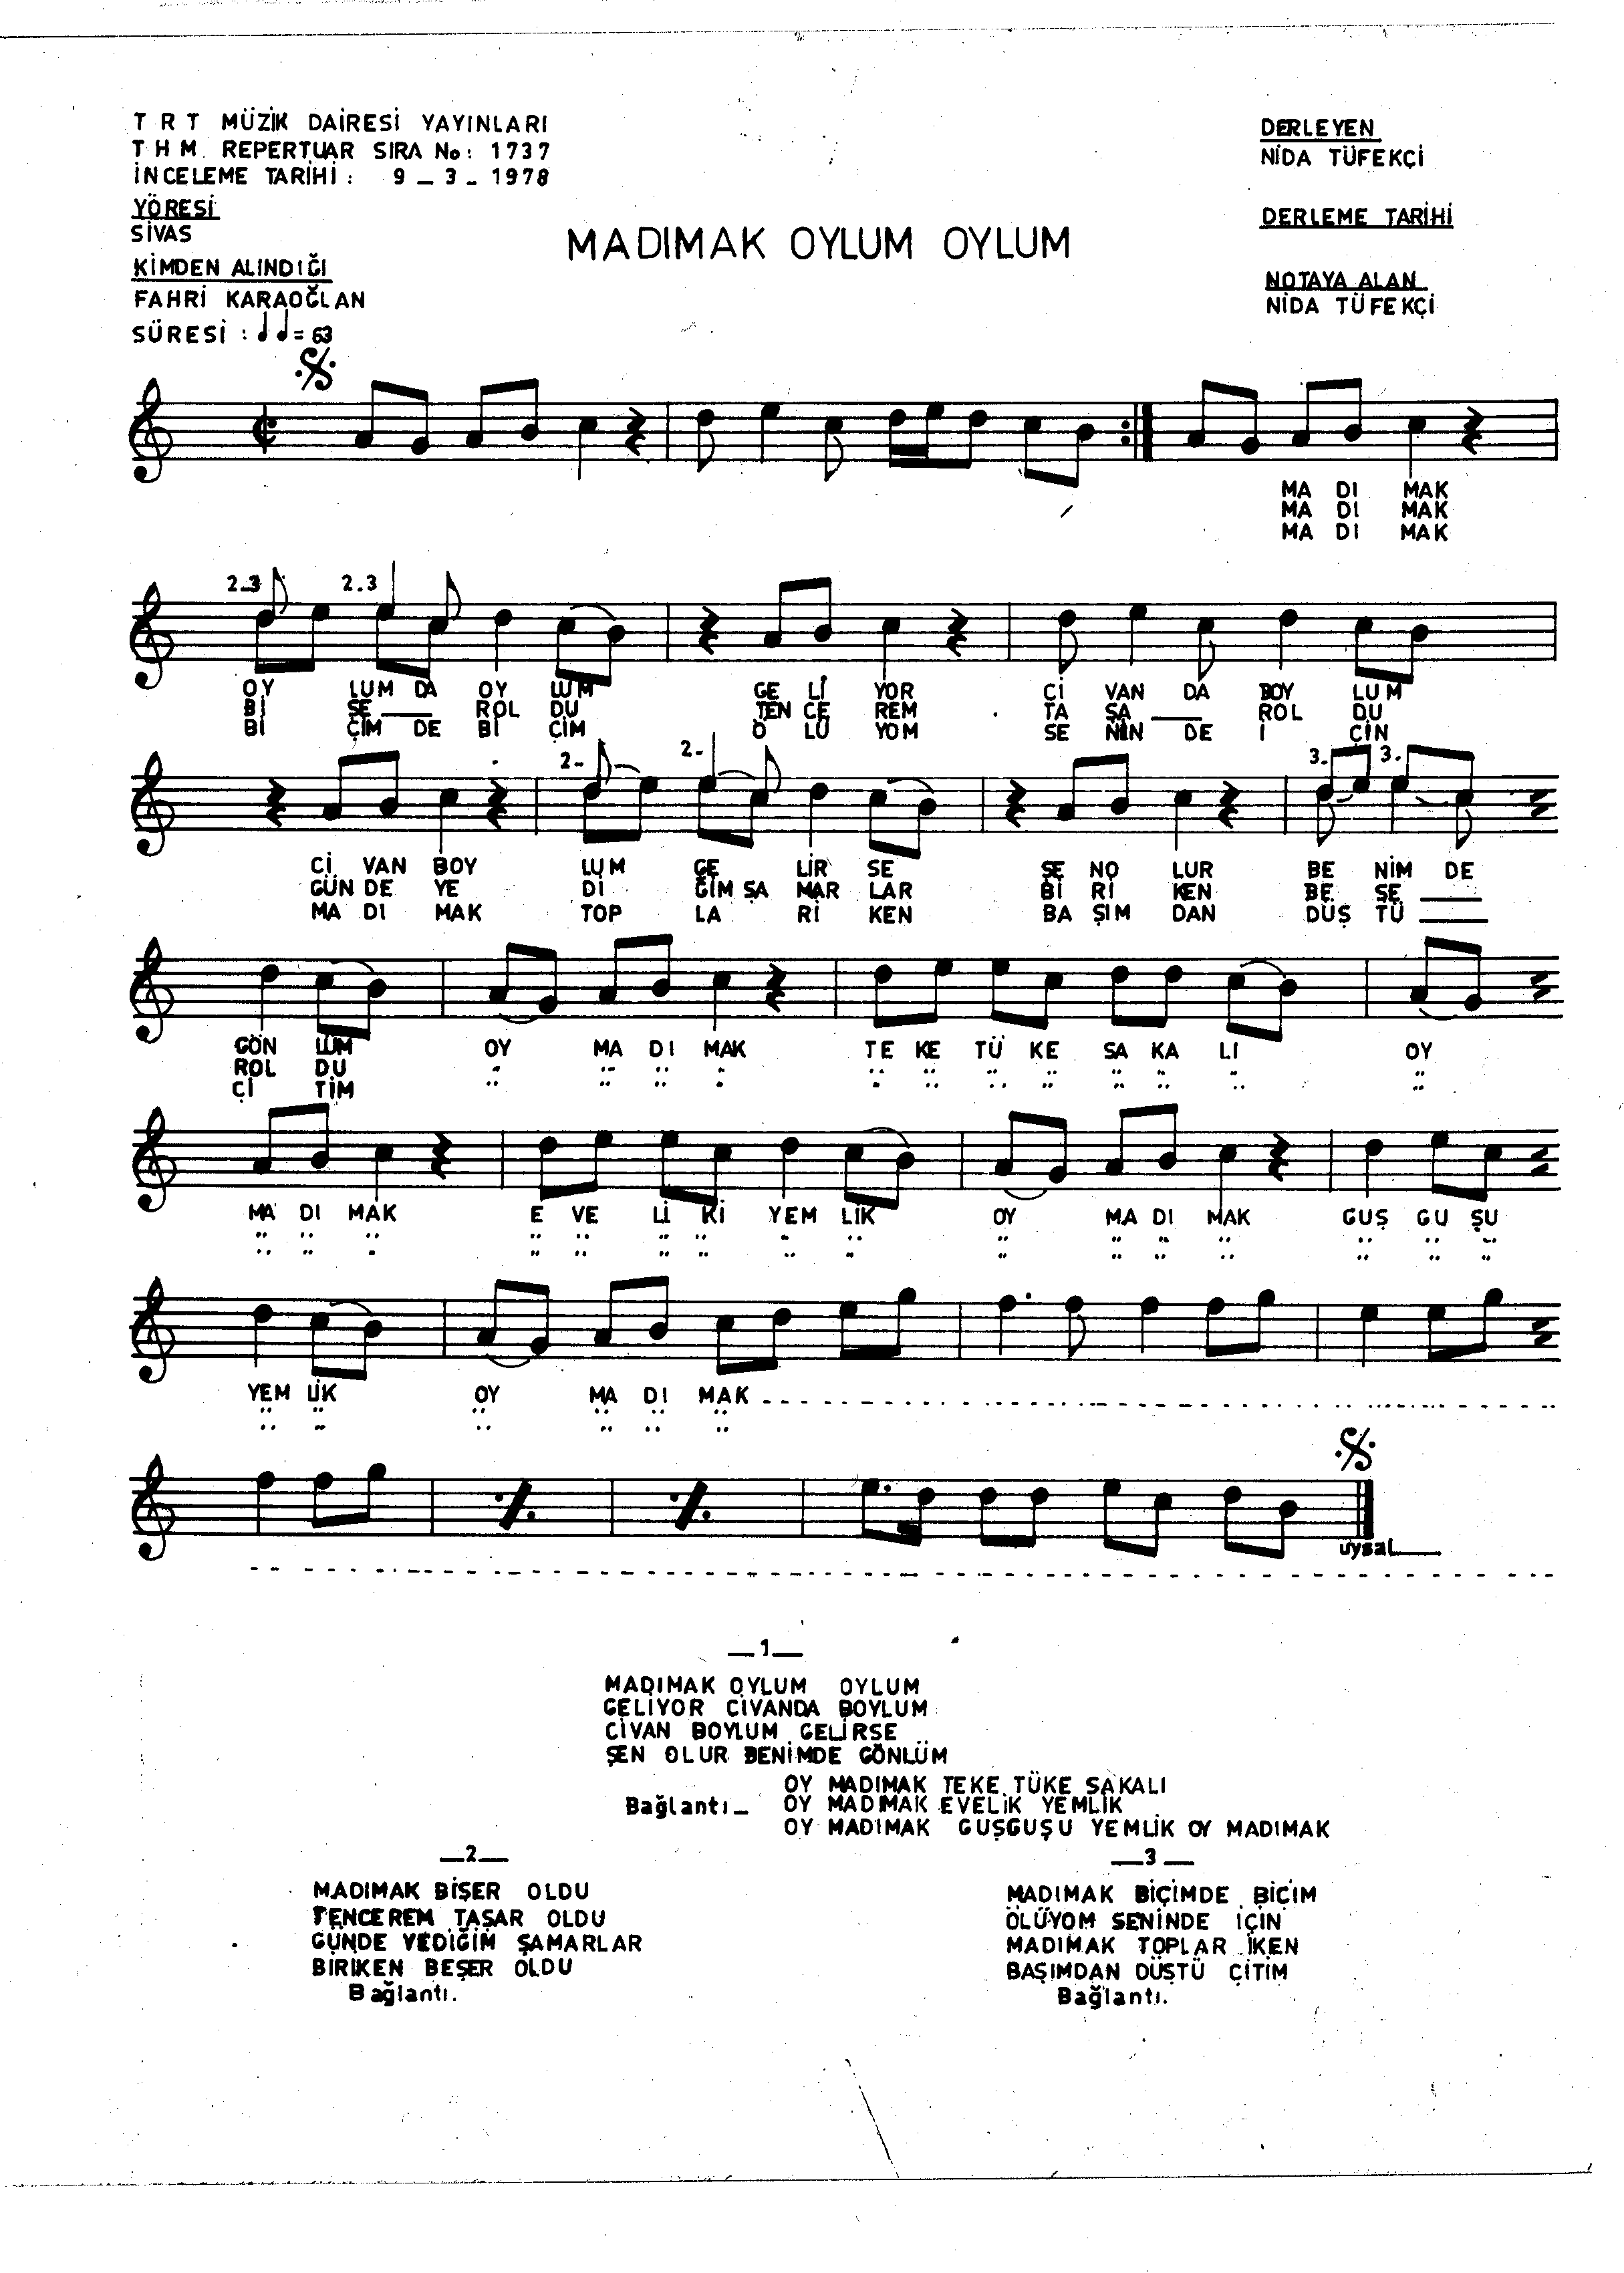 T R T MÜZİK DAİRESİ YAYINLARI
T H M. REPERTUAR SIRA No: 1737
İNCELEME TARİHİ: 9 _ 3 _ 1978
YÖRESİ
SİVAS
KİMDEN ALINDIĞI
FAHRİ KARAOĞLAN
SÜRESİ : = 63
MADIMAK OYLUM OYLUM
DERLEYEN
NİDA TÜFEKÇİ
DERLEME TARİHİ
NOTAYA ALAN
NİDA TÜFEKÇİ
MA DI MAK
MA DI MAK
MA DI MAK
2_3 2.3
OY LUM DA OY LUM GE Lİ YOR Cİ VAN DA BOY LUM
Bİ ŞE___ ROL DU TEN CE REM TA ŞA ___ ROL DU
Bİ ÇİM DE Bİ ÇİM Ö LÜ YOM SE NİN DE İ ÇİN
2.. 2. 3. 3.
Cİ VAN BOY LUM GE LİR SE ŞE NO LUR BE NİM DE
GÜN DE YE Dİ ĞİM ŞA MAR LAR Bİ Rİ KEN BE ŞE ____
MA DI MAK TOP LA Rİ KEN BA ŞIM DAN DÜŞ TÜ ____
GÖN LÜM OY MA DI MAK TE KE TÜ KE SA KA LI OY
ROL DU
Çİ TİM
MA DI MAK E VE Lİ Kİ YEM LİK OY MA DI MAK GUŞ GU ŞU
YEM LİK OY MA DI MAK
uysal___
_1_
MADIMAK OYLUM OYLUM
GELİYOR CİVANDA BOYLUM
CİVAN BOYLUM GELİRSE
ŞEN OLUR BENİMDE GÖNLÜM
OY MADIMAK TEKE TÜKE SAKALI
Bağlantı_ OY MADIMAK EVELİK YEMLİK
OY MADIMAK GUŞGUŞU YEMLİK OY MADIMAK
_2_
MADIMAK BİŞER OLDU
TENCEREM TAŞAR OLDU
GÜNDE YEDİĞİM ŞAMARLAR
BİRİKEN BEŞER OLDU
Bağlantı.
_3_
MADIMAK BİÇİMDE BİÇİM
ÖLÜYOM SENİNDE İÇİN
MADIMAK TOPLAR İKEN
BAŞIMDAN DÜŞTÜ ÇİTİM
Bağlantı.